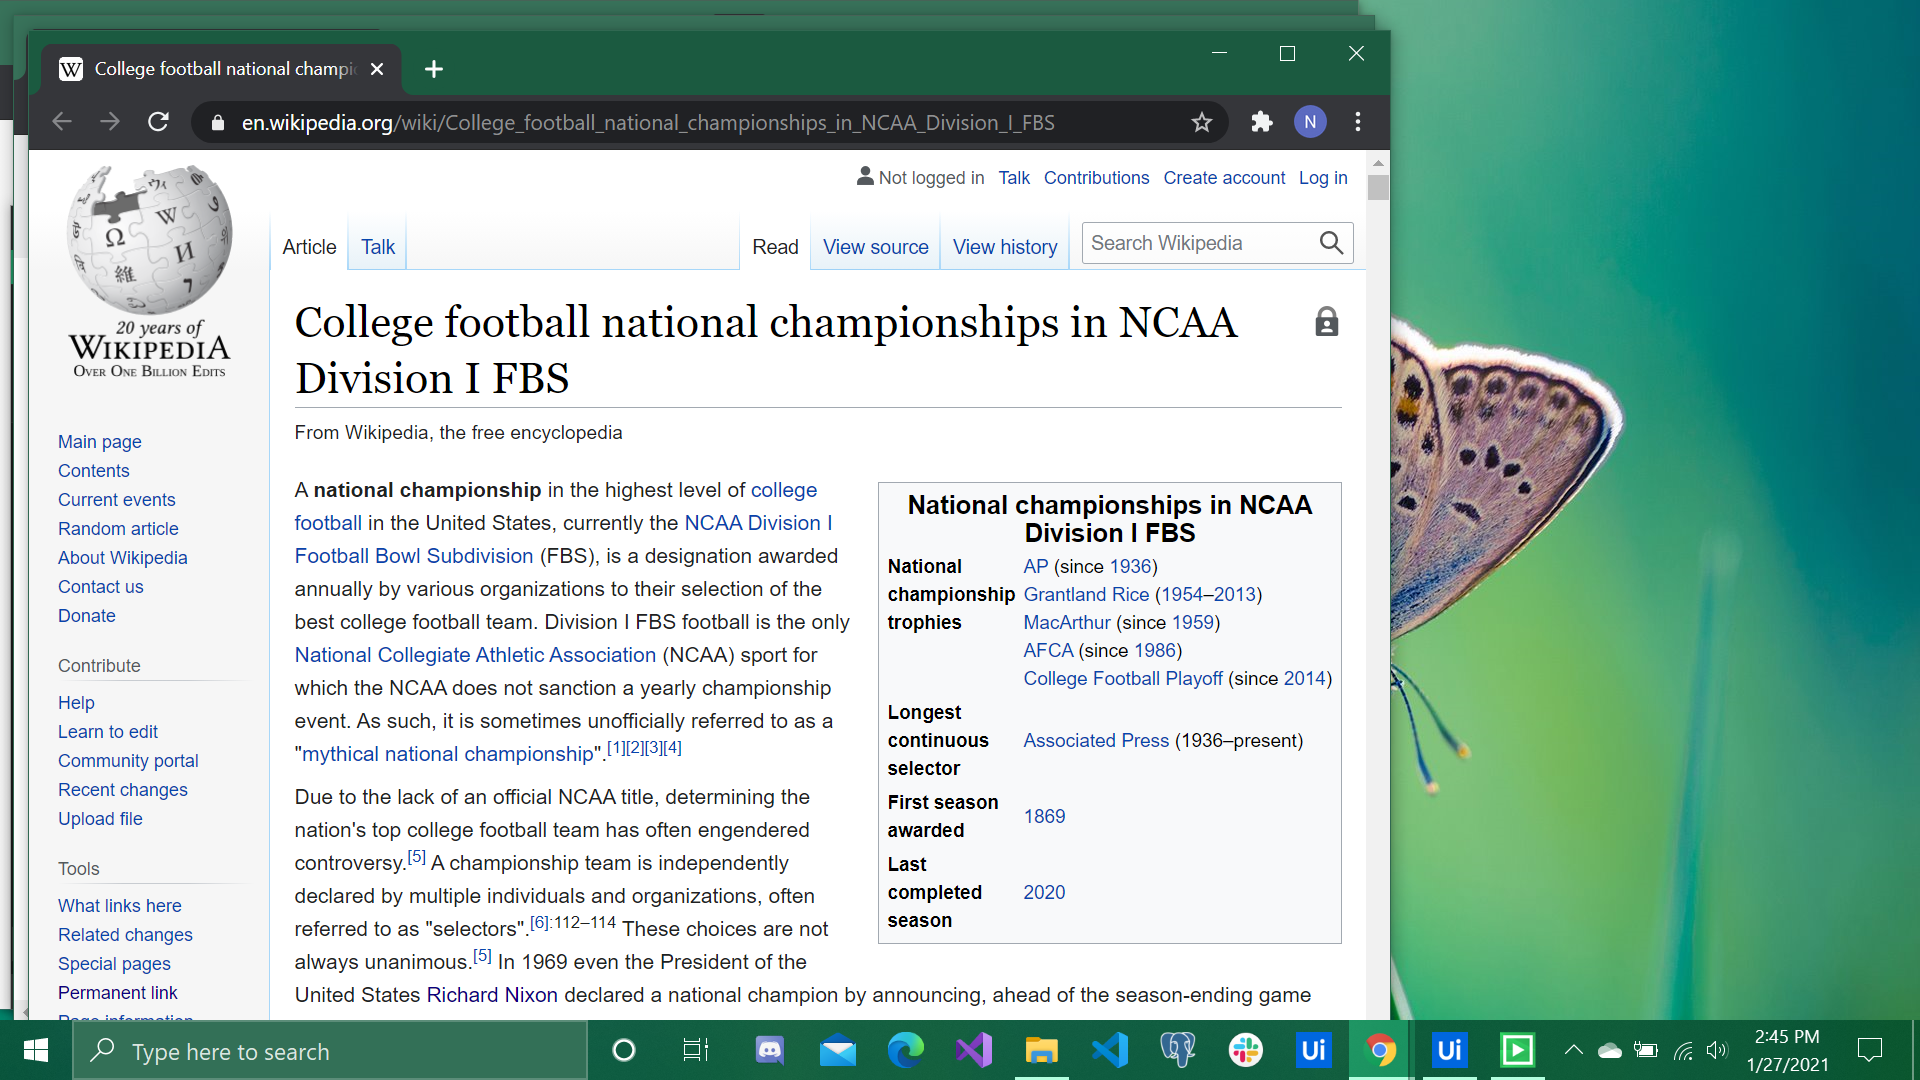 College football national champi
en.wikipedia.org/wiki/College_football_national_championships_in_NCAA_Division_I_FBS
N
Not logged in Talk Contributions Create account Log in
Article Talk Read View source View history Search Wikipedia
20 years of
WIKIPEDIA
OVER ONE BILLION EDITS
Main page
Contents
Current events
Random article
About Wikipedia
Contact us
Donate
Contribute
Help
Learn to edit
Community portal
Recent changes
Upload file
Tools
What links here
Related changes
Special pages
Permanent link
Page information
College football national championships in NCAA
Division I FBS
From Wikipedia, the free encyclopedia
A national championship in the highest level of college
football in the United States, currently the NCAA Division I
Football Bowl Subdivision (FBS), is a designation awarded
annually by various organizations to their selection of the
best college football team. Division I FBS football is the only
National Collegiate Athletic Association (NCAA) sport for
which the NCAA does not sanction a yearly championship
event. As such, it is sometimes unofficially referred to as a
"mythical national championship".[1][2][3][4]
Due to the lack of an official NCAA title, determining the
nation's top college football team has often engendered
controversy.[5] A championship team is independently
declared by multiple individuals and organizations, often
referred to as "selectors".[6]:112–114 These choices are not
always unanimous.[5] In 1969 even the President of the
United States Richard Nixon declared a national champion by announcing, ahead of the season-ending game
National championships in NCAA
Division I FBS
National championship trophies
AP (since 1936)
Grantland Rice (1954–2013)
MacArthur (since 1959)
AFCA (since 1986)
College Football Playoff (since 2014)
Longest continuous selector
Associated Press (1936–present)
First season awarded
1869
Last completed season
2020
Type here to search
Ui
Ui
2:45 PM
1/27/2021